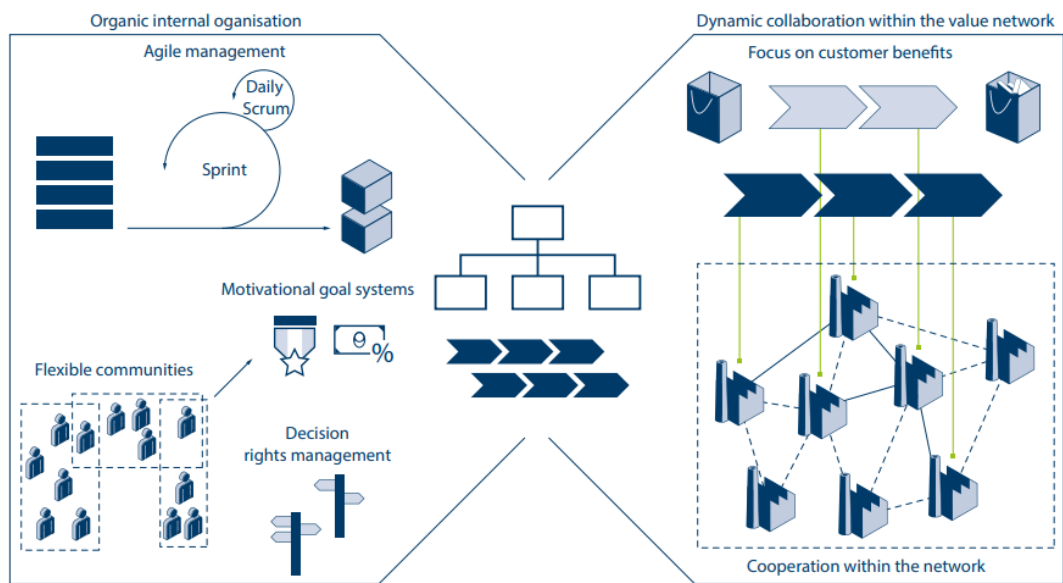 Organic internal oganisation
Agile management
Daily
Scrum
Sprint
Motivational goal systems
%
Flexible communities
Decision
rights management
Dynamic collaboration within the value network
Focus on customer benefits
Cooperation within the network